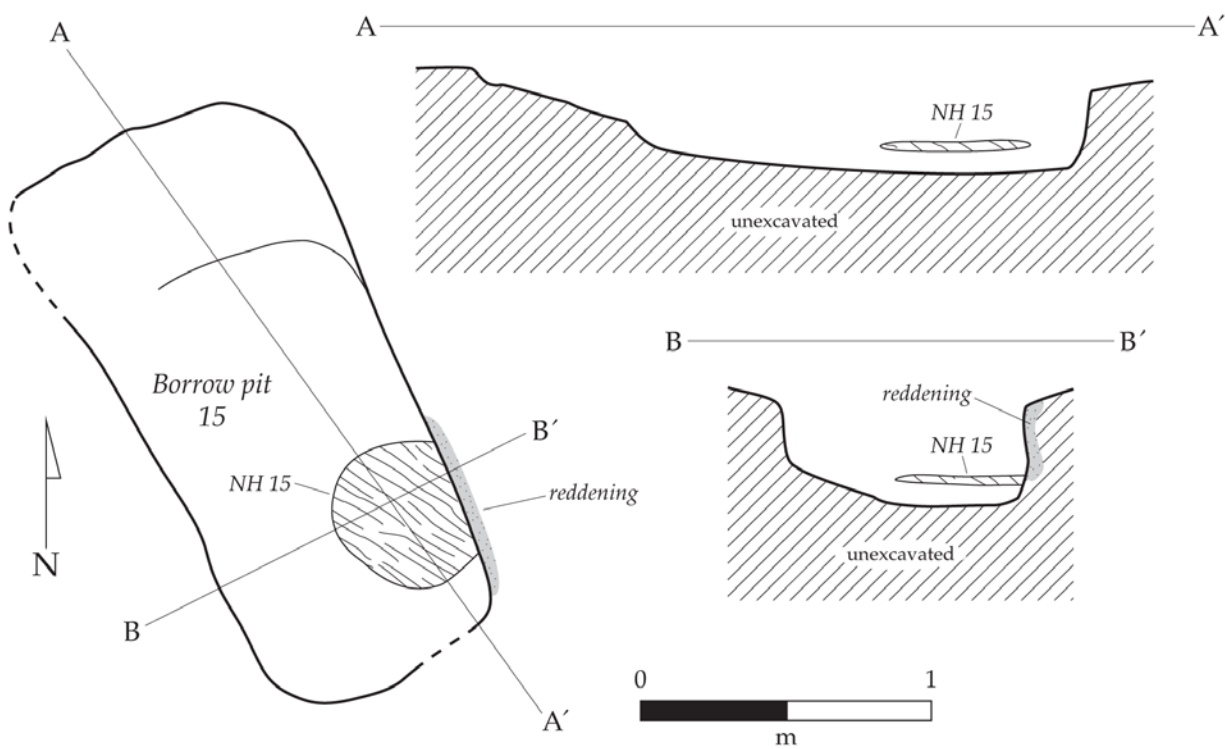 A
A
A′
NH 15
unexcavated
B
B′
reddening
NH 15
unexcavated
Borrow pit
15
B′
NH 15
reddening
N
B
A′
0
1
m